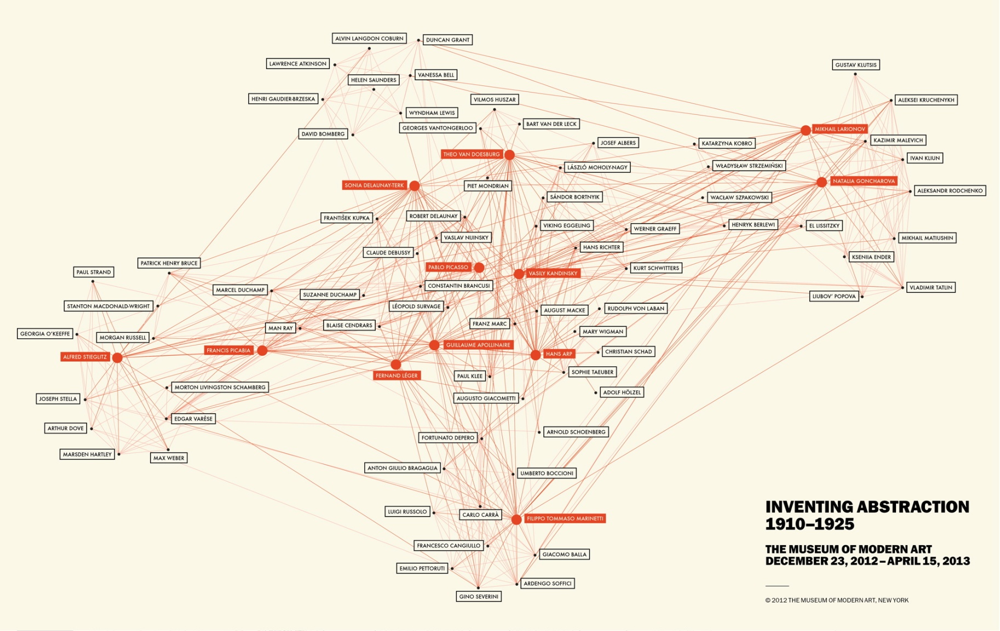 ALVIN LANGDON COBURN
DUNCAN GRANT
LAWRENCE ATKINSON
GUSTAV KLUTSIS
VANESSA BELL
HELEN SAUNDERS
HENRI GAUDIER-BRZESKA
VILMOS HUSZAR
ALEKSEI KRUCHENYKH
WYNDHAM LEWIS
BART VAN DER LECK
GEORGES VANTONGERLOO
MIKHAIL LARIONOV
DAVID BOMBERG
KAZIMIR MALEVICH
JOSEF ALBERS
KATARZYNA KOBRO
THEO VAN DOESBURG
IVAN KLIUN
LÁSZLÓ MOHOLY-NAGY
WŁADYSŁAW STRZEMIŃSKI
NATALIA GONCHAROVA
SONIA DELAUNAY-TERK
PIET MONDRIAN
ALEKSANDR RODCHENKO
SÁNDOR BORTNYIK
WACŁAW SZPAKOWSKI
FRANTIŠEK KUPKA
ROBERT DELAUNAY
VIKING EGGELING
WERNER GRAEFF
HENRYK BERLEWI
EL LISSITZKY
VASLAV NIJINSKY
MIKHAIL MATIUSHIN
HANS RICHTER
CLAUDE DEBUSSY
KSENIIA ENDER
PATRICK HENRY BRUCE
PABLO PICASSO
KURT SCHWITTERS
PAUL STRAND
VASILY KANDINSKY
CONSTANTIN BRANCUSI
VLADIMIR TATLIN
MARCEL DUCHAMP
SUZANNE DUCHAMP
LIUBOV' POPOVA
STANTON MACDONALD-WRIGHT
LÉOPOLD SURVAGE
AUGUST MACKE
RUDOLPH VON LABAN
FRANZ MARC
BLAISE CENDRARS
MAN RAY
MARY WIGMAN
GEORGIA O'KEEFFE
MORGAN RUSSELL
GUILLAUME APOLLINAIRE
FRANCIS PICABIA
CHRISTIAN SCHAD
HANS ARP
ALFRED STIEGLITZ
SOPHIE TAEUBER
FERNAND LÉGER
PAUL KLEE
MORTON LIVINGSTON SCHAMBERG
ADOLF HÖLZEL
JOSEPH STELLA
AUGUSTO GIACOMETTI
EDGAR VARÈSE
ARTHUR DOVE
ARNOLD SCHOENBERG
FORTUNATO DEPERO
MARSDEN HARTLEY
MAX WEBER
ANTON GIULIO BRAGAGLIA
UMBERTO BOCCIONI
LUIGI RUSSOLO
CARLO CARRÀ
FILIPPO TOMMASO MARINETTI
FRANCESCO CANGIULLO
GIACOMO BALLA
EMILIO PETTORUTI
ARDENGO SOFFICI
GINO SEVERINI
INVENTING ABSTRACTION
1910–1925
THE MUSEUM OF MODERN ART
DECEMBER 23, 2012–APRIL 15, 2013
© 2012 THE MUSEUM OF MODERN ART, NEW YORK